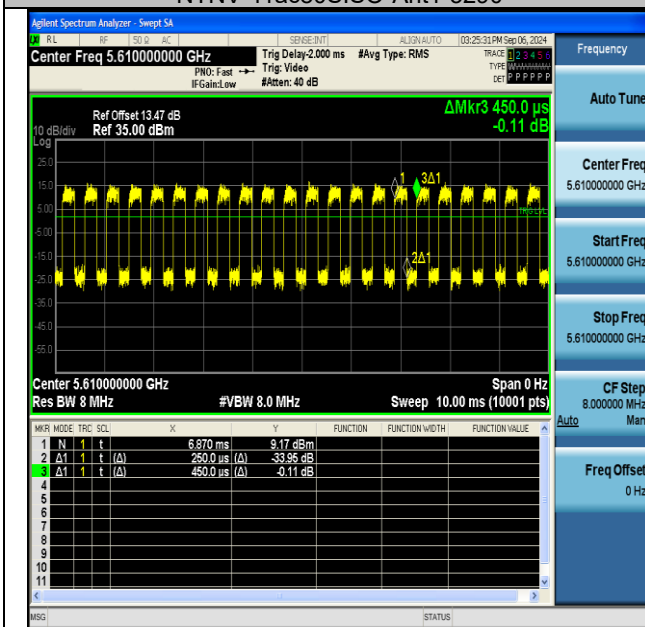 Agilent Spectrum Analyzer - Swept SA
RL RF 50 Ω AC SENSE:INT ALIGN AUTO 03:25:31 PM Sep 06, 2024
Center Freq 5.610000000 GHz
PNO: Fast
IFGain:Low
Trig Delay-2.000 ms
Trig: Video
#Atten: 40 dB
#Avg Type: RMS
TRACE 1 2 3 4 5 6
TYPE
DET P P P P P P
ΔMkr3 450.0 µs
-0.11 dB
Ref Offset 13.47 dB
10 dB/div Ref 35.00 dBm
Log
25.0
15.0
5.00
-5.00
-15.0
-25.0
-35.0
-45.0
-55.0
1 3Δ1
TRIG LVL
2Δ1
Center 5.610000000 GHz Span 0 Hz
Res BW 8 MHz #VBW 8.0 MHz Sweep 10.00 ms (10001 pts)
MKR MODE TRC SCL X Y FUNCTION FUNCTION WIDTH FUNCTION VALUE
1 N 1 t 6.870 ms 9.17 dBm
2 Δ1 1 t (Δ) 250.0 µs (Δ) -33.95 dB
3 Δ1 1 t (Δ) 450.0 µs (Δ) -0.11 dB
4
5
6
7
8
9
10
11
MSG STATUS
Frequency
Auto Tune
Center Freq
5.610000000 GHz
Start Freq
5.610000000 GHz
Stop Freq
5.610000000 GHz
CF Step
8.000000 MHz
Auto Man
Freq Offset
0 Hz